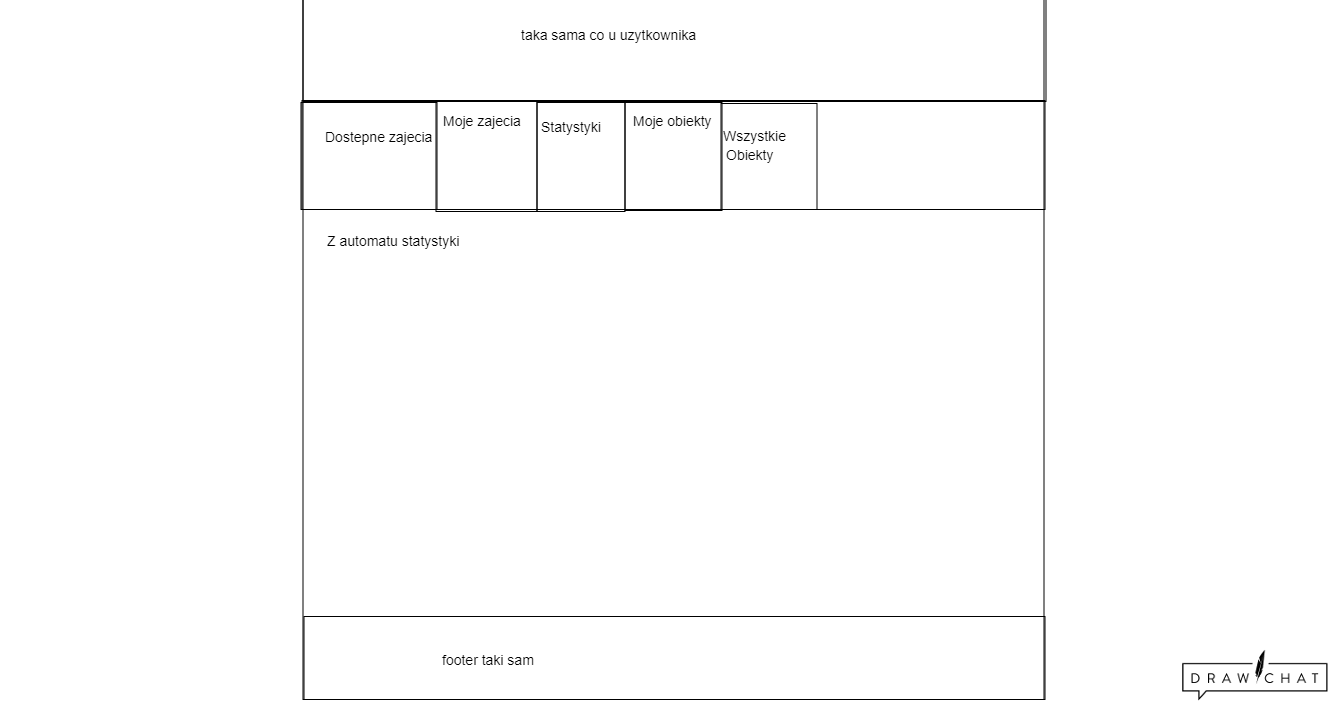 taka sama co u uzytkownika
Dostepne zajecia
Moje zajecia
Statystyki
Moje obiekty
Wszystkie
Obiekty
Z automatu statystyki
footer taki sam
DRAW CHAT